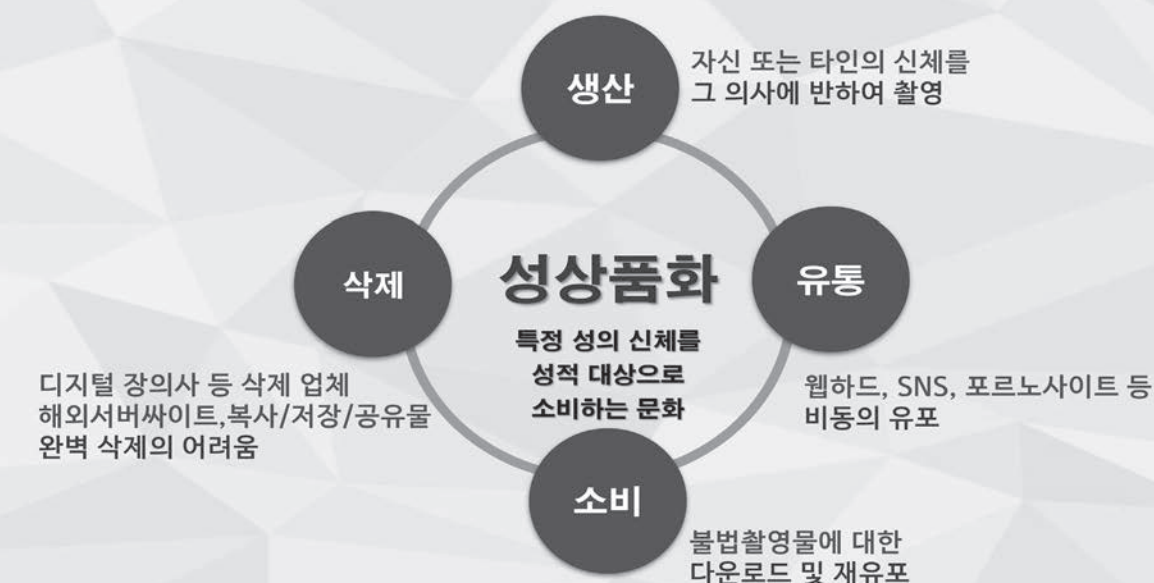 생산
자신 또는 타인의 신체를
그 의사에 반하여 촬영
유통
웹하드, SNS, 포르노사이트 등
비동의 유포
소비
불법촬영물에 대한
다운로드 및 재유포
삭제
디지털 장의사 등 삭제 업체
해외서버싸이트,복사/저장/공유물
완벽 삭제의 어려움
성상품화
특정 성의 신체를
성적 대상으로
소비하는 문화